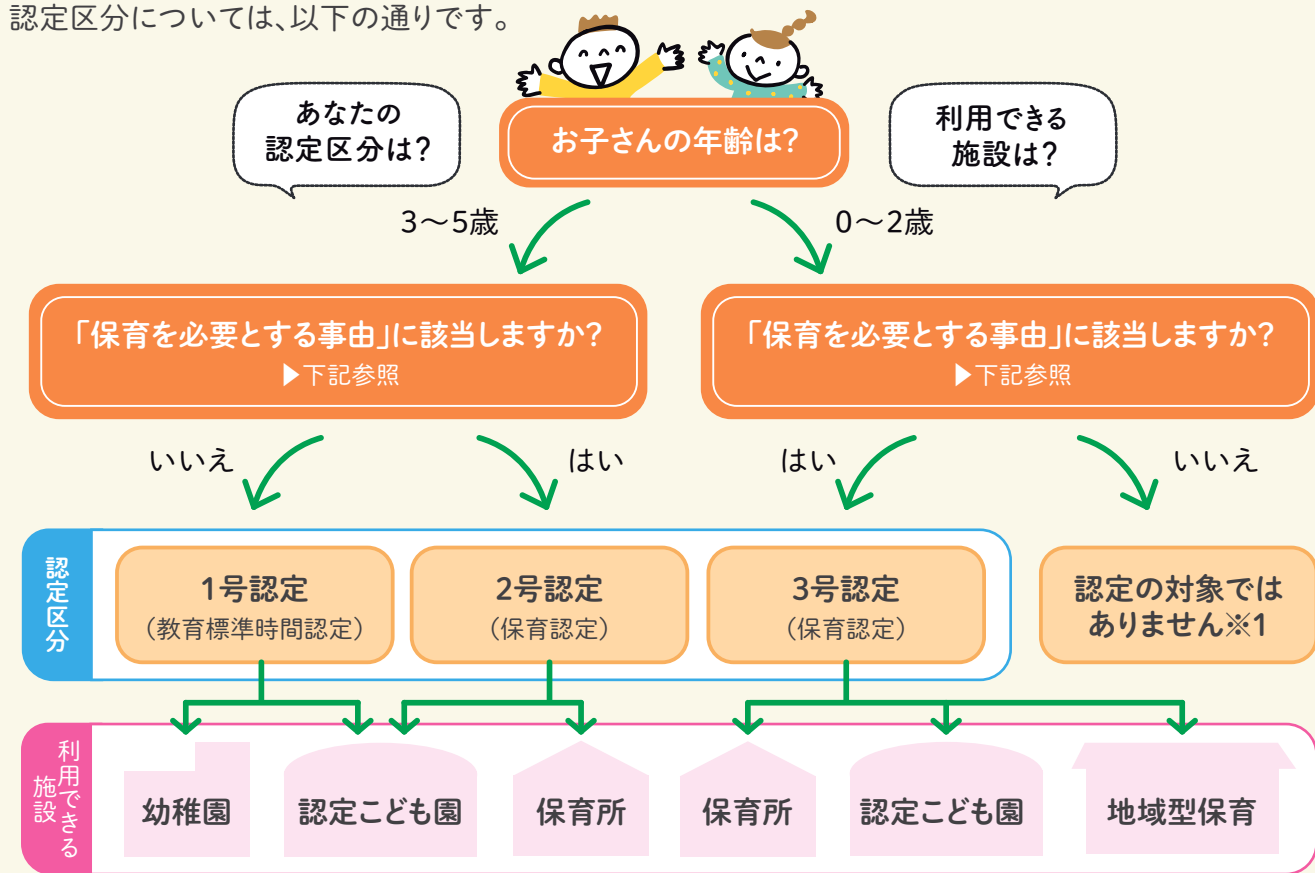 認定区分については、以下の通りです。
あなたの
認定区分は?
お子さんの年齢は?
利用できる
施設は?
3～5歳
0～2歳
「保育を必要とする事由」に該当しますか?
▶下記参照
「保育を必要とする事由」に該当しますか?
▶下記参照
いいえ
はい
はい
いいえ
認定区分
1号認定
(教育標準時間認定)
2号認定
(保育認定)
3号認定
(保育認定)
認定の対象では
ありません※1
利用できる
施設
幼稚園
認定こども園
保育所
保育所
認定こども園
地域型保育